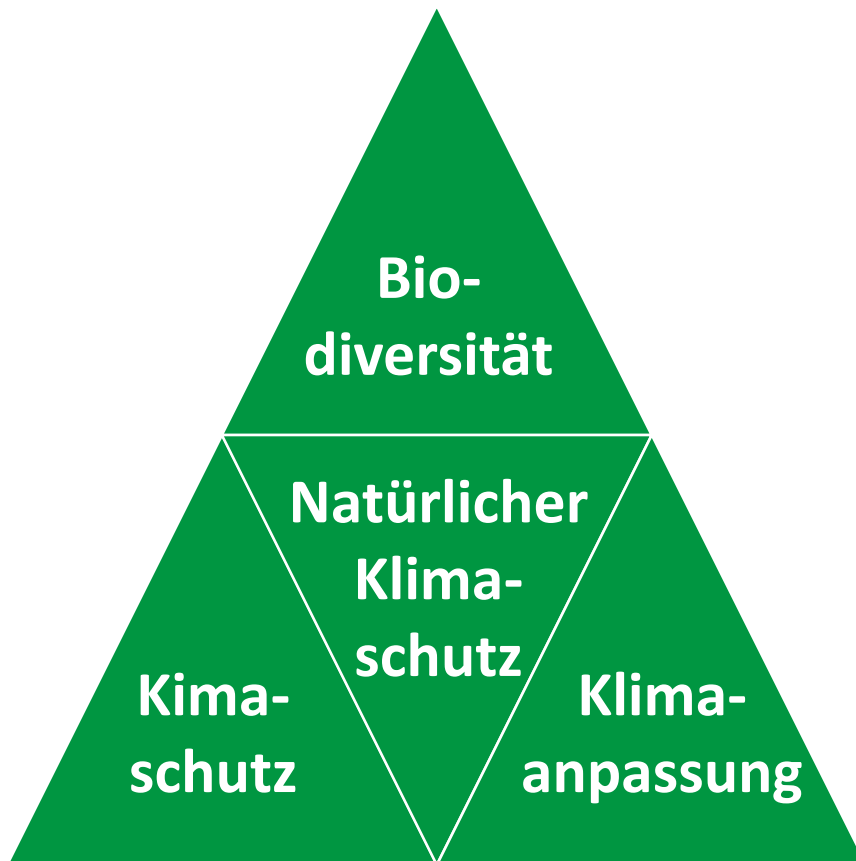 Bio-
diversität
Natürlicher
Klima-
schutz
Kima-
schutz
Klima-
anpassung